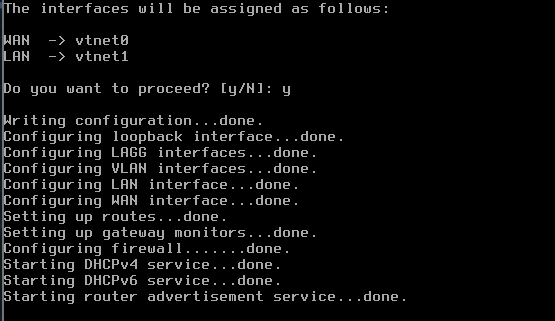 The interfaces will be assigned as follows:
WAN  -> vtnet0
LAN  -> vtnet1
Do you want to proceed? [y/N]: y
Writing configuration...done.
Configuring loopback interface...done.
Configuring LAGG interfaces...done.
Configuring VLAN interfaces...done.
Configuring LAN interface...done.
Configuring WAN interface...done.
Setting up routes...done.
Setting up gateway monitors...done.
Configuring firewall.......done.
Starting DHCPv4 service...done.
Starting DHCPv6 service...done.
Starting router advertisement service...done.